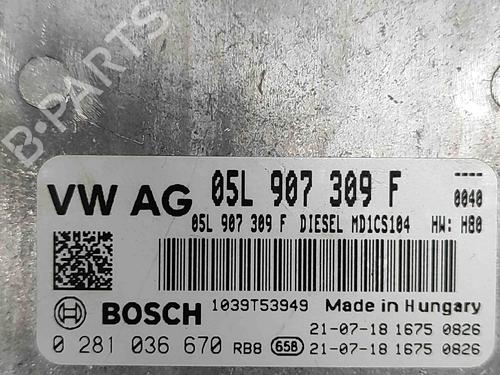 B-PARTS
VW AG 05L 907 309 F 0040
05L 907 309 F DIESEL MD1CS104 HW: H80
BOSCH 1039T53949 Made in Hungary
21-07-18 1675 0826
0 281 036 670 RB8 658 21-07-18 1675 0826